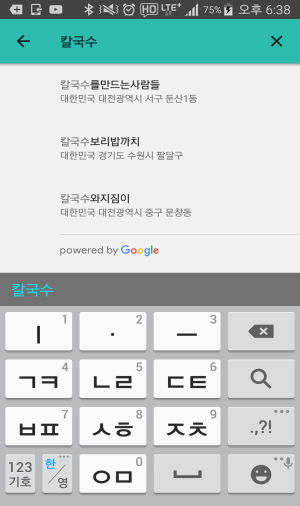 HD LTE+ 75% 오후 6:38
칼국수
칼국수를만드는사람들
대한민국 대전광역시 서구 둔산1동
칼국수보리밥까치
대한민국 경기도 수원시 팔달구
칼국수와지짐이
대한민국 대전광역시 중구 문창동
powered by Google
칼국수
ㅣ 1 · 2 ㅡ 3
ㄱㅋ 4 ㄴㄹ 5 ㄷㅌ 6
ㅂㅍ 7 ㅅㅎ 8 ㅈㅊ 9 .,?!
123 기호 한/영 ㅇㅁ 0